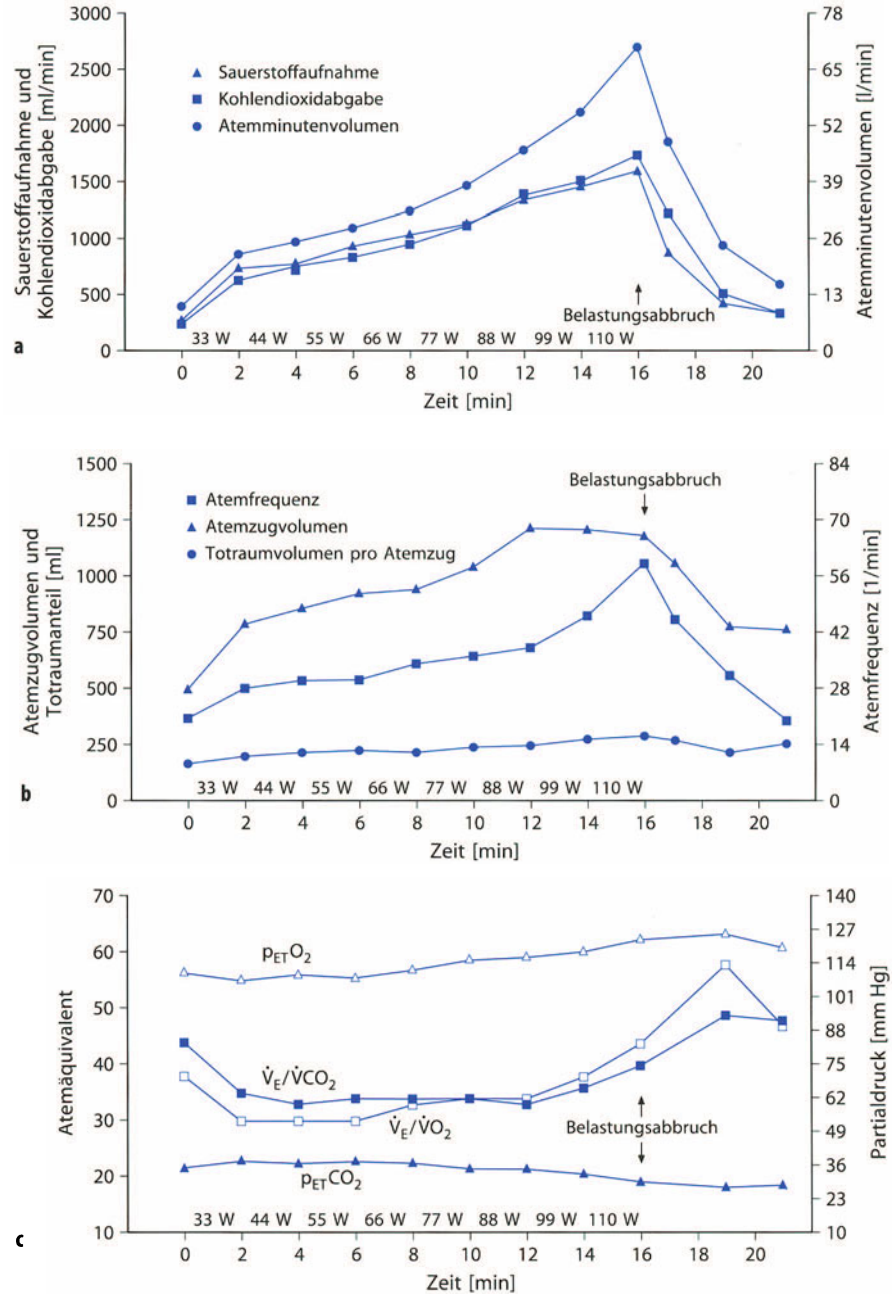 3000
2500
2000
1500
1000
500
0
Sauerstoffaufnahme und
Kohlendioxidabgabe [ml/min]
Sauerstoffaufnahme
Kohlendioxidabgabe
Atemminutenvolumen
78
65
52
39
26
13
0
Atemminutenvolumen [l/min]
Belastungsabbruch
33 W 44 W 55 W 66 W 77 W 88 W 99 W 110 W
a
0 2 4 6 8 10 12 14 16 18 20
Zeit [min]
1500
1250
1000
750
500
250
0
Atemzugvolumen und
Totraumanteil [ml]
Belastungsabbruch
Atemfrequenz
Atemzugvolumen
Totraumvolumen pro Atemzug
84
70
56
42
28
14
0
Atemfrequenz [1/min]
33 W 44 W 55 W 66 W 77 W 88 W 99 W 110 W
b
0 2 4 6 8 10 12 14 16 18 20
Zeit [min]
70
60
50
40
30
20
10
Atemäquivalent
pETO2
V̇E/V̇CO2
V̇E/V̇O2
Belastungsabbruch
pETCO2
140
127
114
101
88
75
62
49
36
23
10
Partialdruck [mm Hg]
33 W 44 W 55 W 66 W 77 W 88 W 99 W 110 W
c
0 2 4 6 8 10 12 14 16 18 20
Zeit [min]